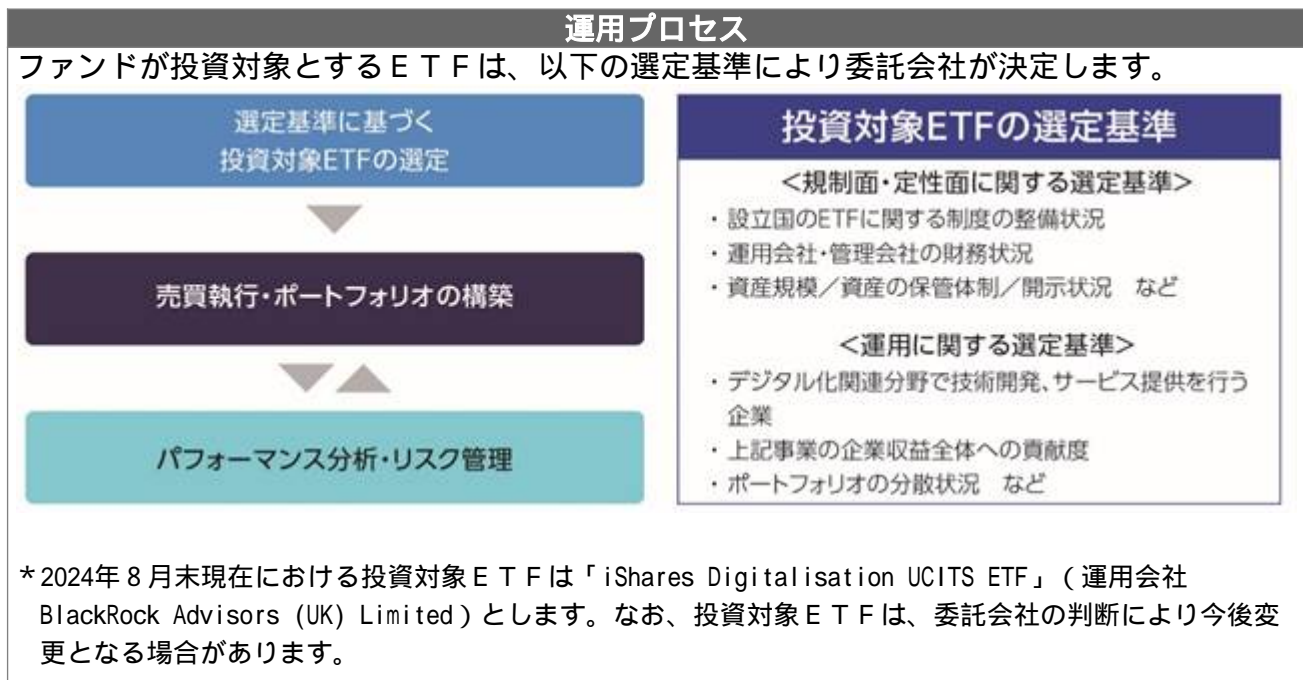 運用プロセス
ファンドが投資対象とするＥＴＦは、以下の選定基準により委託会社が決定します。
選定基準に基づく
投資対象ETFの選定
売買執行・ポートフォリオの構築
パフォーマンス分析・リスク管理
投資対象ETFの選定基準
＜規制面・定性面に関する選定基準＞
・設立国のETFに関する制度の整備状況
・運用会社・管理会社の財務状況
・資産規模／資産の保管体制／開示状況　など
＜運用に関する選定基準＞
・デジタル化関連分野で技術開発、サービス提供を行う
企業
・上記事業の企業収益全体への貢献度
・ポートフォリオの分散状況　など
＊2024年８月末現在における投資対象ＥＴＦは「iShares Digitalisation UCITS ETF」（運用会社
BlackRock Advisors (UK) Limited）とします。なお、投資対象ＥＴＦは、委託会社の判断により今後変
更となる場合があります。